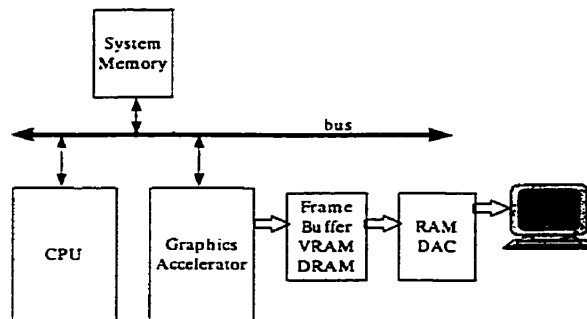 System
Memory
bus
CPU
Graphics
Accelerator
Frame
Buffer
VRAM
DRAM
RAM
DAC